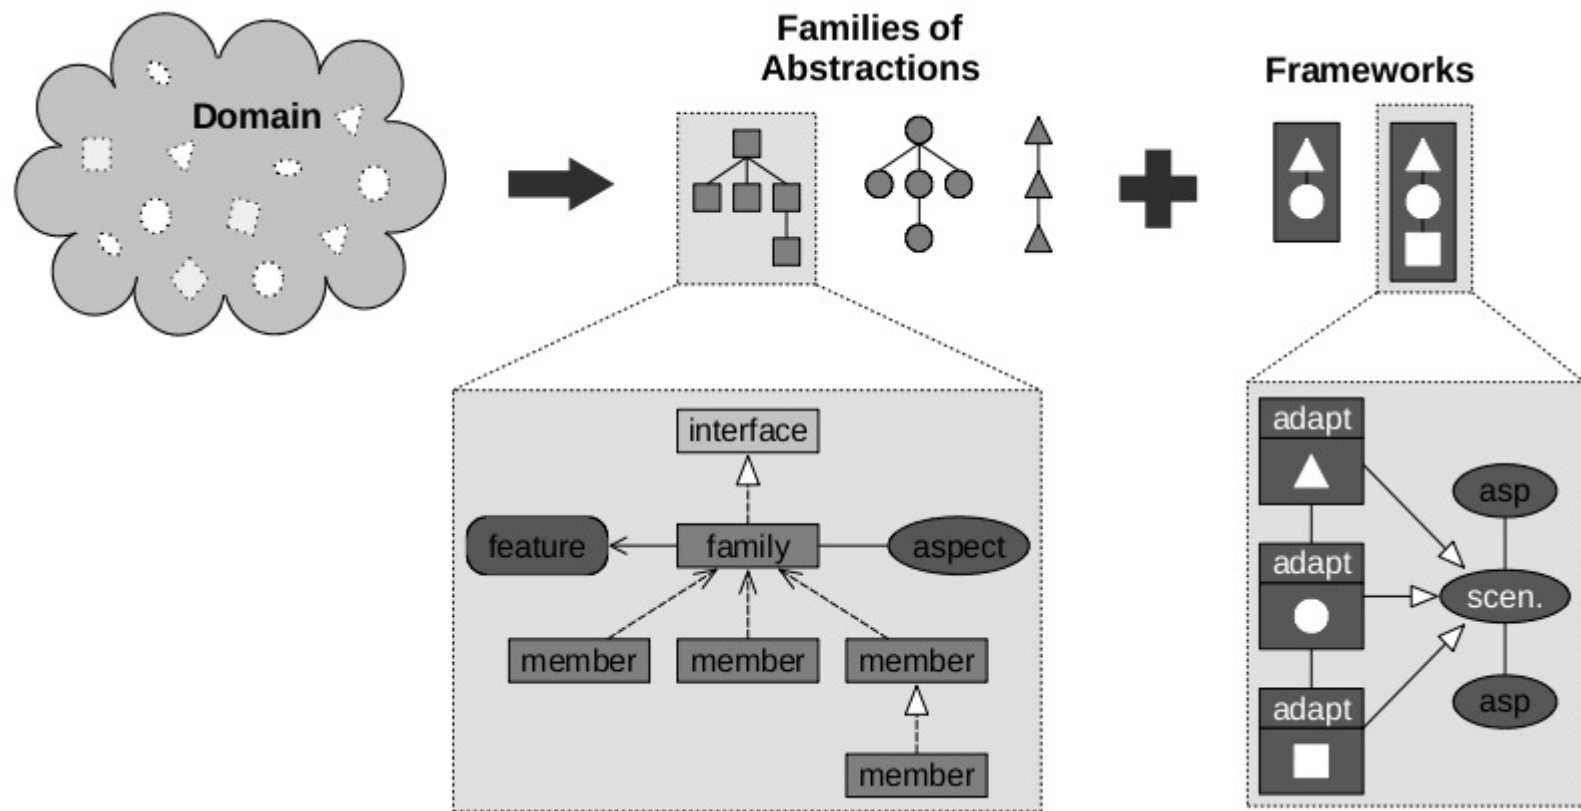 Families of
Abstractions
Frameworks
Domain
interface
feature
family
aspect
member
member
member
member
adapt
adapt
adapt
asp
scen.
asp